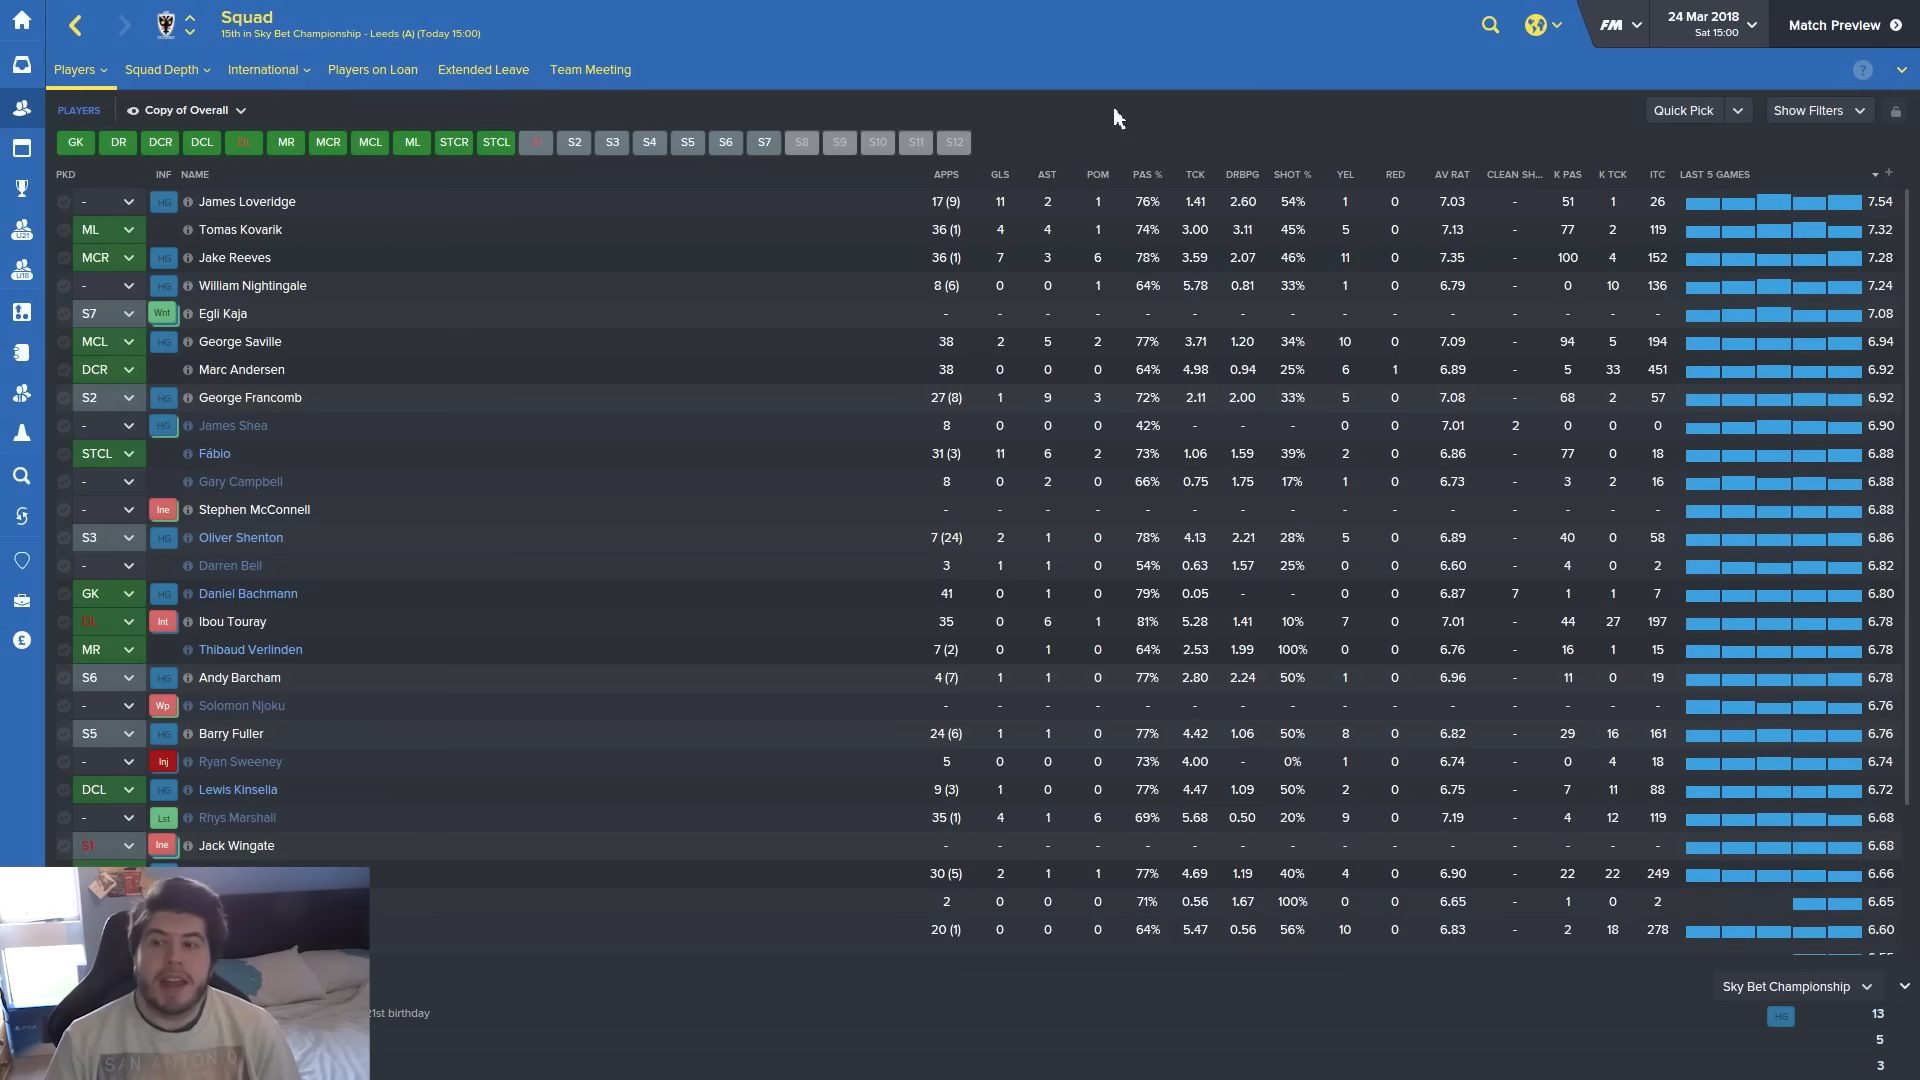 Squad
15th in Sky Bet Championship - Leeds (A) (Today 15:00)
FM
24 Mar 2018
Sat 15:00
Match Preview
Players
Squad Depth
International
Players on Loan
Extended Leave
Team Meeting
?
PLAYERS
Copy of Overall
Quick Pick
Show Filters
GK DR DCR DCL DL MR MCR MCL ML STCR STCL S1 S2 S3 S4 S5 S6 S7 S8 S9 S10 S11 S12
PKD INF NAME APPS GLS AST POM PAS % TCK DRBPG SHOT % YEL RED AV RAT CLEAN SH... K PAS K TCK ITC LAST 5 GAMES
- HG James Loveridge 17 (9) 11 2 1 76% 1.41 2.60 54% 1 0 7.03 - 51 1 26 7.54
ML Tomas Kovarik 36 (1) 4 4 1 74% 3.00 3.11 45% 5 0 7.13 - 77 2 119 7.32
MCR HG Jake Reeves 36 (1) 7 3 6 78% 3.59 2.07 46% 11 0 7.35 - 100 4 152 7.28
- HG William Nightingale 8 (6) 0 0 1 64% 5.78 0.81 33% 1 0 6.79 - 0 10 136 7.24
S7 Wnt Egli Kaja - - - - - - - - - - - - - - - 7.08
MCL HG George Saville 38 2 5 2 77% 3.71 1.20 34% 10 0 7.09 - 94 5 194 6.94
DCR Marc Andersen 38 0 0 0 64% 4.98 0.94 25% 6 1 6.89 - 5 33 451 6.92
S2 HG George Francomb 27 (8) 1 9 3 72% 2.11 2.00 33% 5 0 7.08 - 68 2 57 6.92
- HG James Shea 8 0 0 0 42% - - - 0 0 7.01 2 0 0 0 6.90
STCL Fábio 31 (3) 11 6 2 73% 1.06 1.59 39% 2 0 6.86 - 77 0 18 6.88
- Gary Campbell 8 0 2 0 66% 0.75 1.75 17% 1 0 6.73 - 3 2 16 6.88
- Ine Stephen McConnell - - - - - - - - - - - - - - - 6.88
S3 HG Oliver Shenton 7 (24) 2 1 0 78% 4.13 2.21 28% 5 0 6.89 - 40 0 58 6.86
- Darren Bell 3 1 1 0 54% 0.63 1.57 25% 0 0 6.60 - 4 0 2 6.82
GK HG Daniel Bachmann 41 0 1 0 79% 0.05 - - 0 0 6.87 7 1 1 7 6.80
DL Int Ibou Touray 35 0 6 1 81% 5.28 1.41 10% 7 0 7.01 - 44 27 197 6.78
MR Thibaud Verlinden 7 (2) 0 1 0 64% 2.53 1.99 100% 0 0 6.76 - 16 1 15 6.78
S6 HG Andy Barcham 4 (7) 1 1 0 77% 2.80 2.24 50% 1 0 6.96 - 11 0 19 6.78
- Wp Solomon Njoku - - - - - - - - - - - - - - - 6.76
S5 HG Barry Fuller 24 (6) 1 1 0 77% 4.42 1.06 50% 8 0 6.82 - 29 16 161 6.76
- Inj Ryan Sweeney 5 0 0 0 73% 4.00 - 0% 1 0 6.74 - 0 4 18 6.74
DCL HG Lewis Kinsella 9 (3) 1 0 0 77% 4.47 1.09 50% 2 0 6.75 - 7 11 88 6.72
- Lst Rhys Marshall 35 (1) 4 1 6 69% 5.68 0.50 20% 9 0 7.19 - 4 12 119 6.68
S1 Ine Jack Wingate - - - - - - - - - - - - - - - 6.68
30 (5) 2 1 1 77% 4.69 1.19 40% 4 0 6.90 - 22 22 249 6.66
2 0 0 0 71% 0.56 1.67 100% 0 0 6.65 - 1 0 2 6.65
20 (1) 0 0 0 64% 5.47 0.56 56% 10 0 6.83 - 2 18 278 6.60
Sky Bet Championship
21st birthday
HG 13
5
3
SAN ANTONIO
U21
U18
£